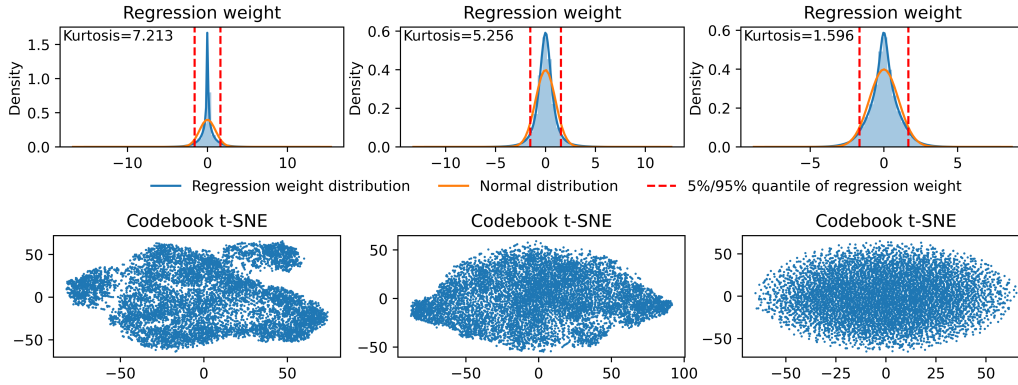 Regression weight Regression weight Regression weight
Kurtosis=7.213 Kurtosis=5.256 Kurtosis=1.596
Density Density Density
1.5 0.6 0.6
1.0 0.4 0.4
0.5 0.2 0.2
0.0 0.0 0.0
−10 0 10 −10 −5 0 5 10 −5 0 5
Regression weight distribution Normal distribution 5%/95% quantile of regression weight
Codebook t-SNE Codebook t-SNE Codebook t-SNE
50 50 50
0 0 0
−50 −50 −50
−50 0 50 −50 0 50 100 −50 −25 0 25 50